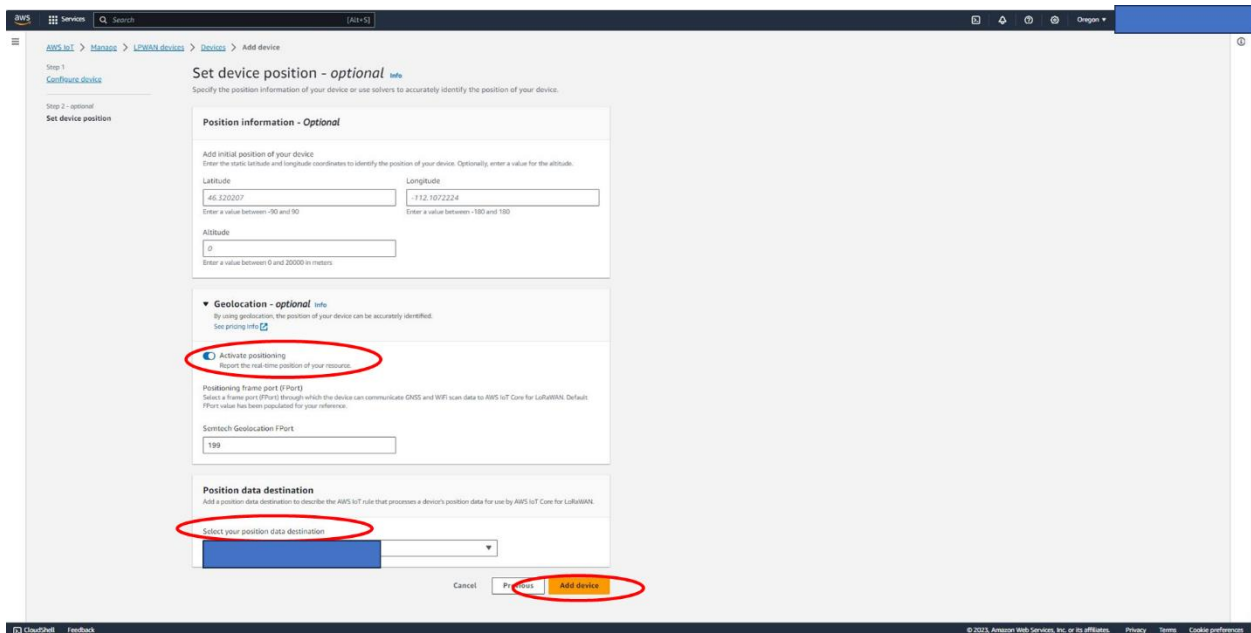 aws Services Search [Alt+S] Oregon
AWS IoT > Manage > LPWAN devices > Devices > Add device
Step 1
Configure device
Step 2 - optional
Set device position
Set device position - optional Info
Specify the position information of your device or use solvers to accurately identify the position of your device.
Position information - Optional
Add initial position of your device
Enter the static latitude and longitude coordinates to identify the position of your device. Optionally, enter a value for the altitude.
Latitude Longitude
46.320207 -112.1072224
Enter a value between -90 and 90 Enter a value between -180 and 180
Altitude
0
Enter a value between 0 and 20000 in meters
Geolocation - optional Info
By using geolocation, the position of your device can be accurately identified.
See pricing info
Activate positioning
Report the real-time position of your resource.
Positioning frame port (FPort)
Select a frame port (FPort) through which the device can communicate GNSS and WiFi scan data to AWS IoT Core for LoRaWAN. Default
FPort value has been populated for your reference.
Semtech Geolocation FPort
199
Position data destination
Add a position data destination to describe the AWS IoT rule that processes a device's position data for use by AWS IoT Core for LoRaWAN.
Select your position data destination
Cancel Previous Add device
CloudShell Feedback © 2023, Amazon Web Services, Inc. or its affiliates. Privacy Terms Cookie preferences